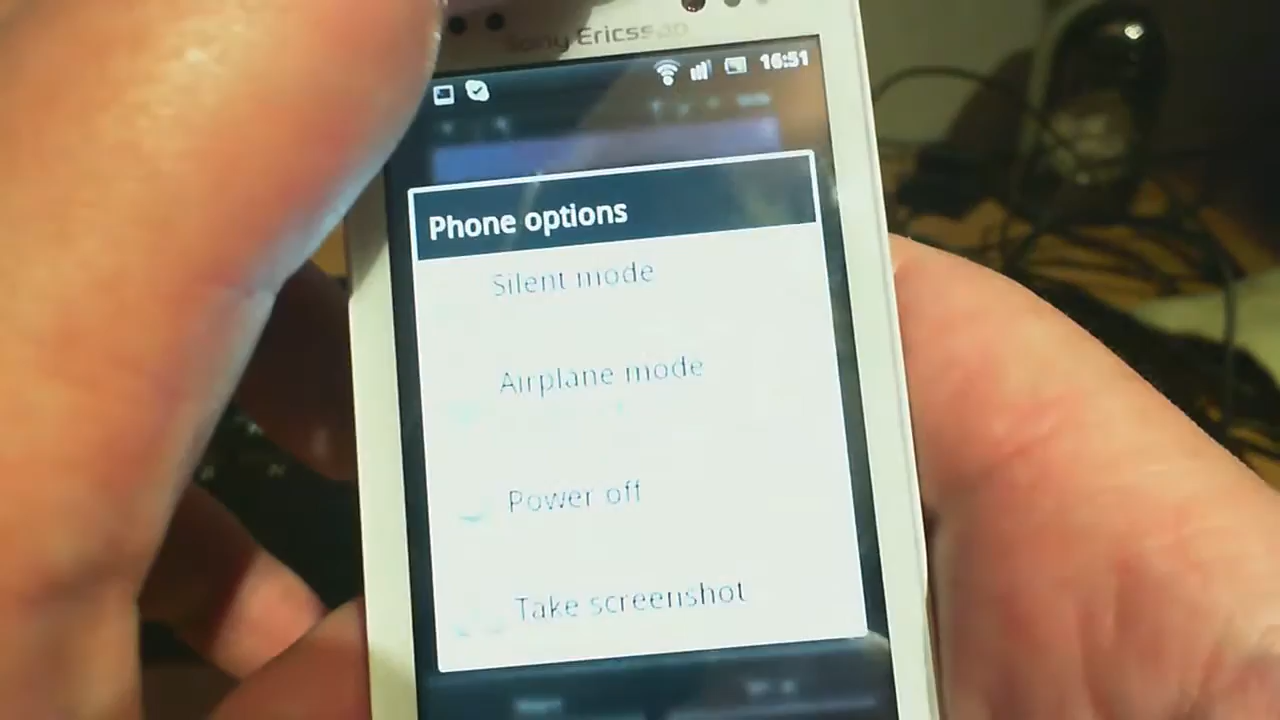 Sony Ericsson
16:51
Phone options
Silent mode
Airplane mode
Power off
Take screenshot